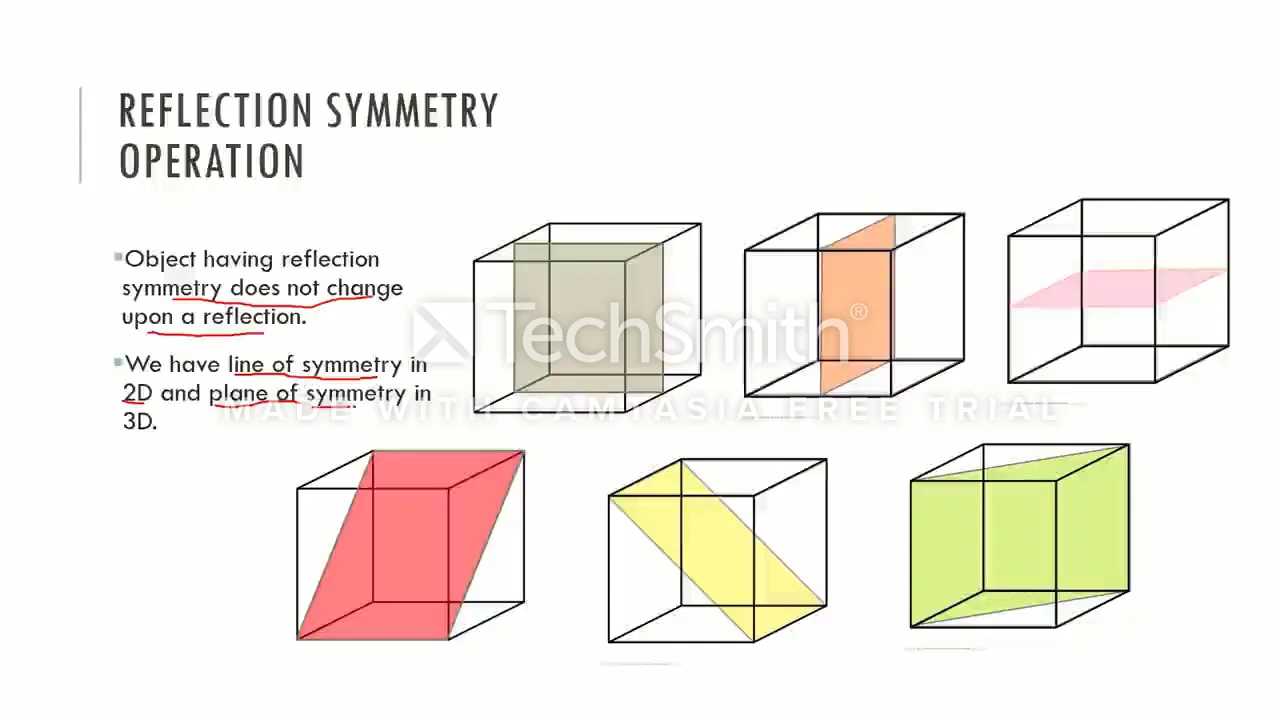 REFLECTION SYMMETRY
OPERATION
Object having reflection
symmetry does not change
upon a reflection.
We have line of symmetry in
2D and plane of symmetry in
3D.
TechSmith®
MADE WITH CAMTASIA FREE TRIAL